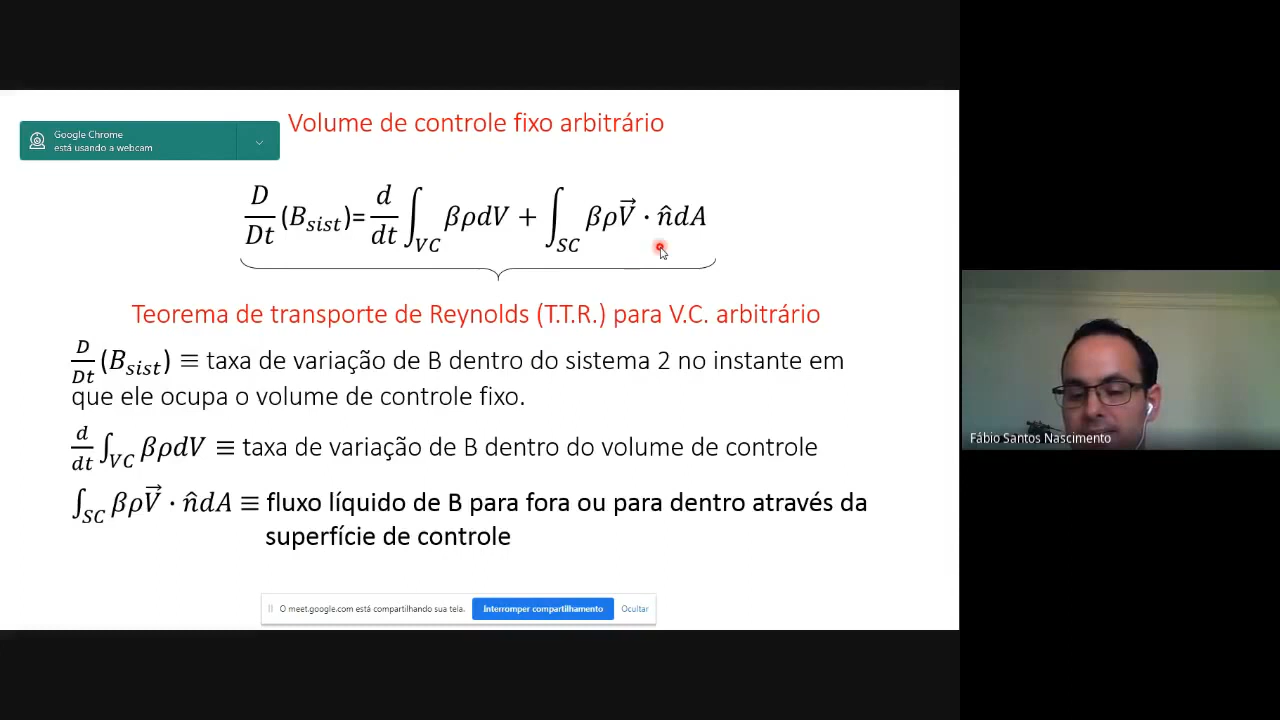 Volume de controle fixo arbitrário
Google Chrome
está usando a webcam
D/Dt (B_sist)= d/dt ∫_VC βρdV + ∫_SC βρV⃗ · n̂dA
Teorema de transporte de Reynolds (T.T.R.) para V.C. arbitrário
D/Dt (B_sist) ≡ taxa de variação de B dentro do sistema 2 no instante em
que ele ocupa o volume de controle fixo.
d/dt ∫_VC βρdV ≡ taxa de variação de B dentro do volume de controle
∫_SC βρV⃗ · n̂dA ≡ fluxo líquido de B para fora ou para dentro através da
superfície de controle
O meet.google.com está compartilhando sua tela.
Interromper compartilhamento
Ocultar
Fábio Santos Nascimento